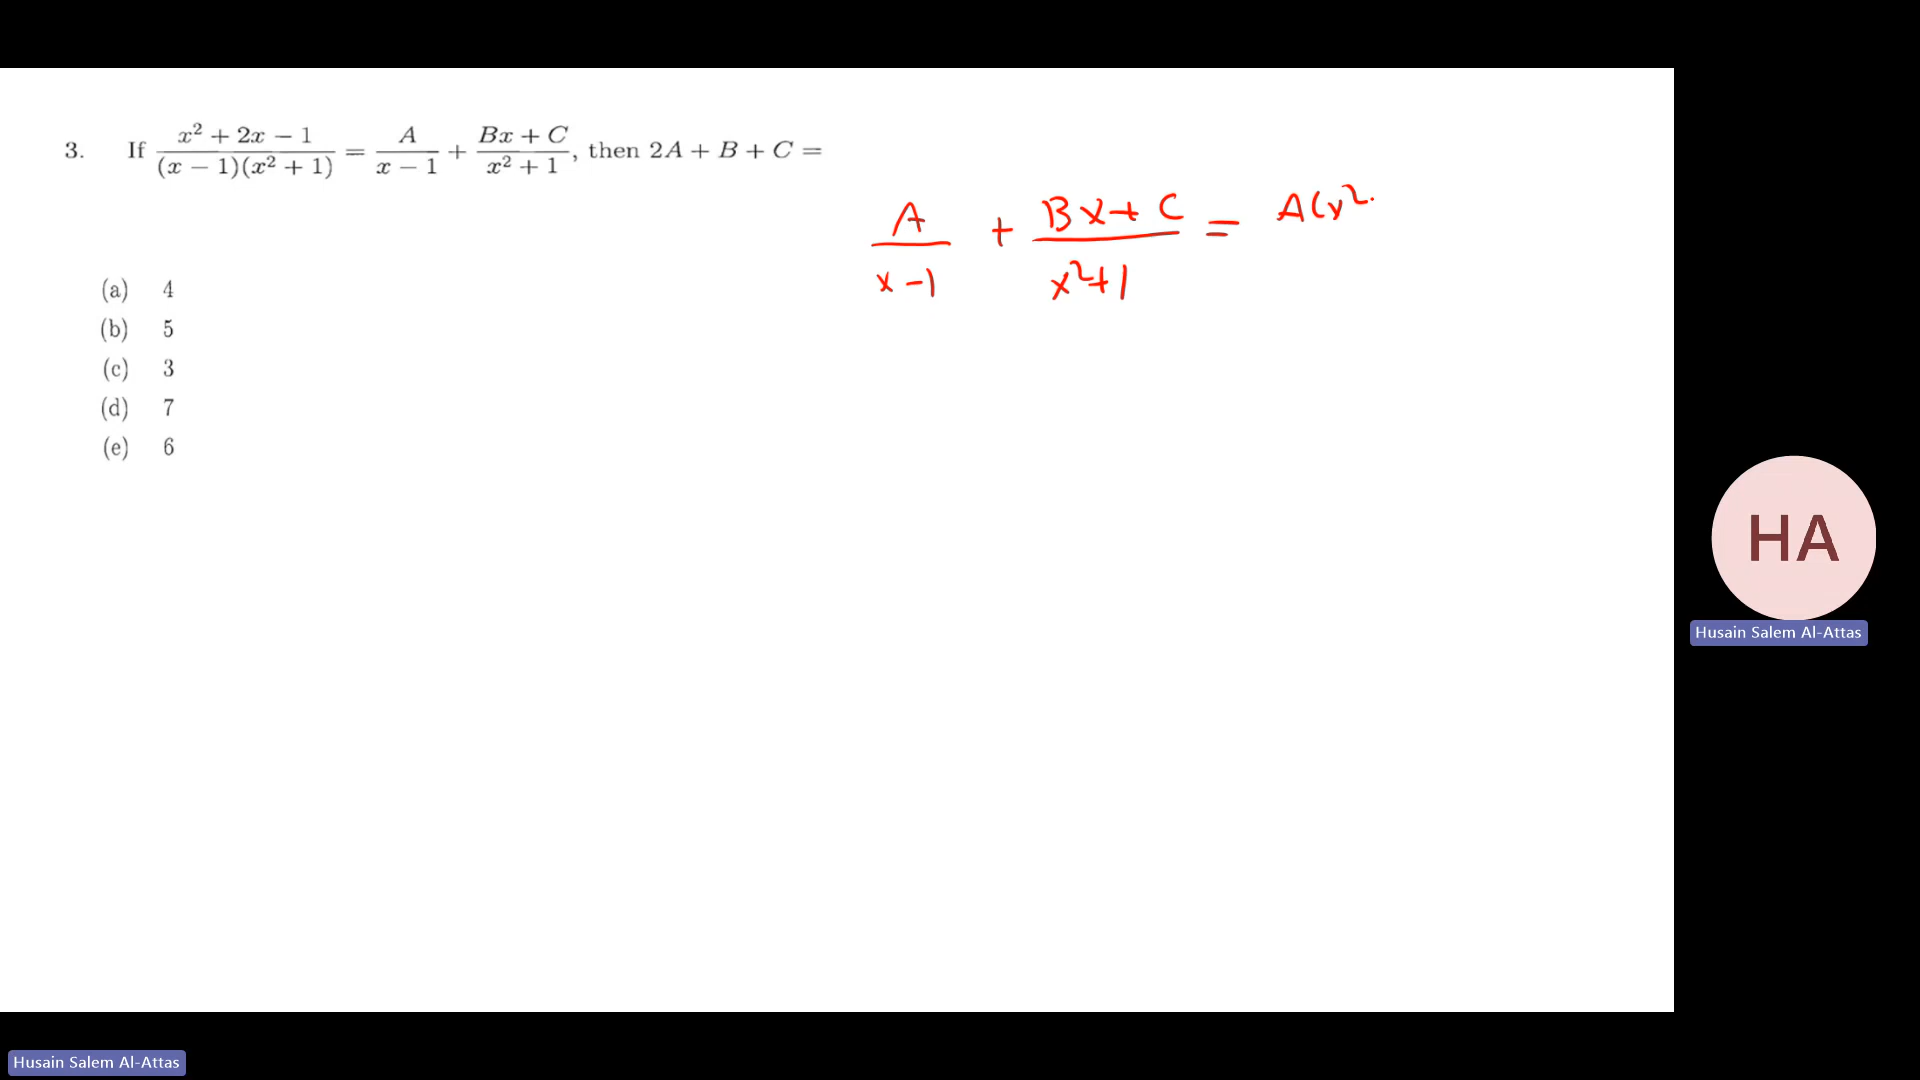 3. If \frac{x^2 + 2x - 1}{(x - 1)(x^2 + 1)} = \frac{A}{x - 1} + \frac{Bx + C}{x^2 + 1}, then 2A + B + C =
\frac{A}{x-1} + \frac{Bx+C}{x^2+1} = A(x^2
(a) 4
(b) 5
(c) 3
(d) 7
(e) 6
HA
Husain Salem Al-Attas
Husain Salem Al-Attas